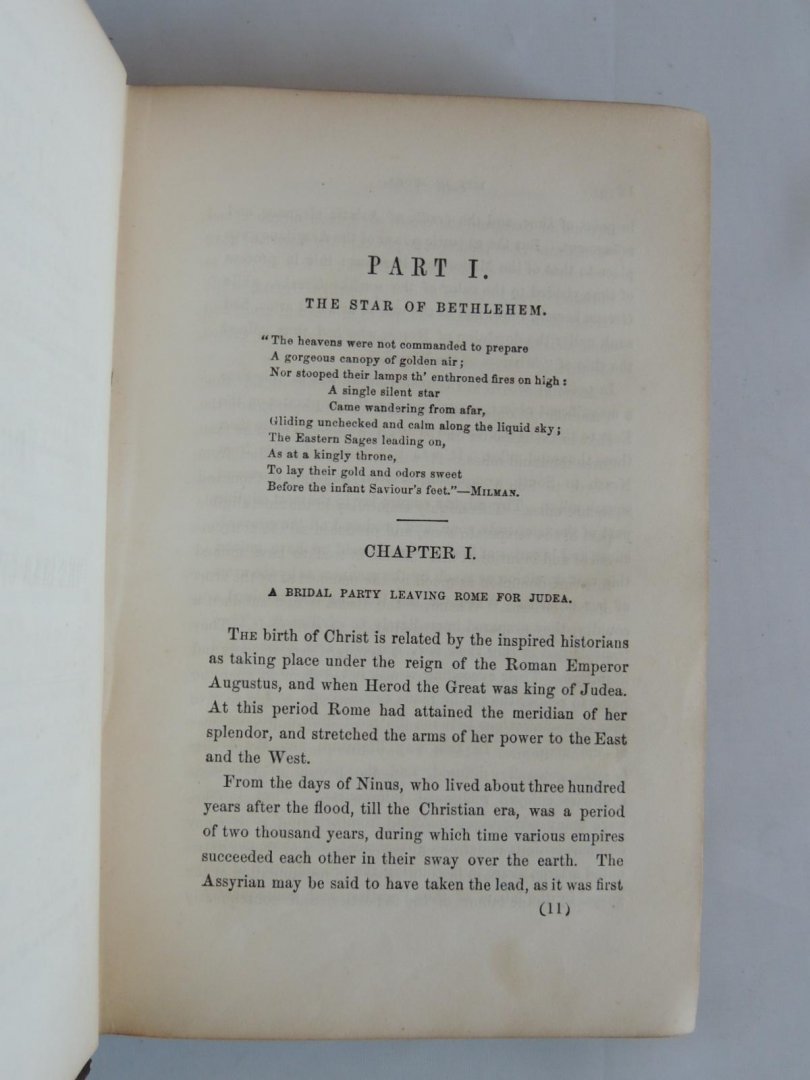 PART I.
THE STAR OF BETHLEHEM.
"The heavens were not commanded to prepare
A gorgeous canopy of golden air;
Nor stooped their lamps th' enthroned fires on high:
A single silent star
Came wandering from afar,
Gliding unchecked and calm along the liquid sky;
The Eastern Sages leading on,
As at a kingly throne,
To lay their gold and odors sweet
Before the infant Saviour's feet."—MILMAN.
CHAPTER I.
A BRIDAL PARTY LEAVING ROME FOR JUDEA.
THE birth of Christ is related by the inspired historians
as taking place under the reign of the Roman Emperor
Augustus, and when Herod the Great was king of Judea.
At this period Rome had attained the meridian of her
splendor, and stretched the arms of her power to the East
and the West.
From the days of Ninus, who lived about three hundred
years after the flood, till the Christian era, was a period
of two thousand years, during which time various empires
succeeded each other in their sway over the earth. The
Assyrian may be said to have taken the lead, as it was first
(11)